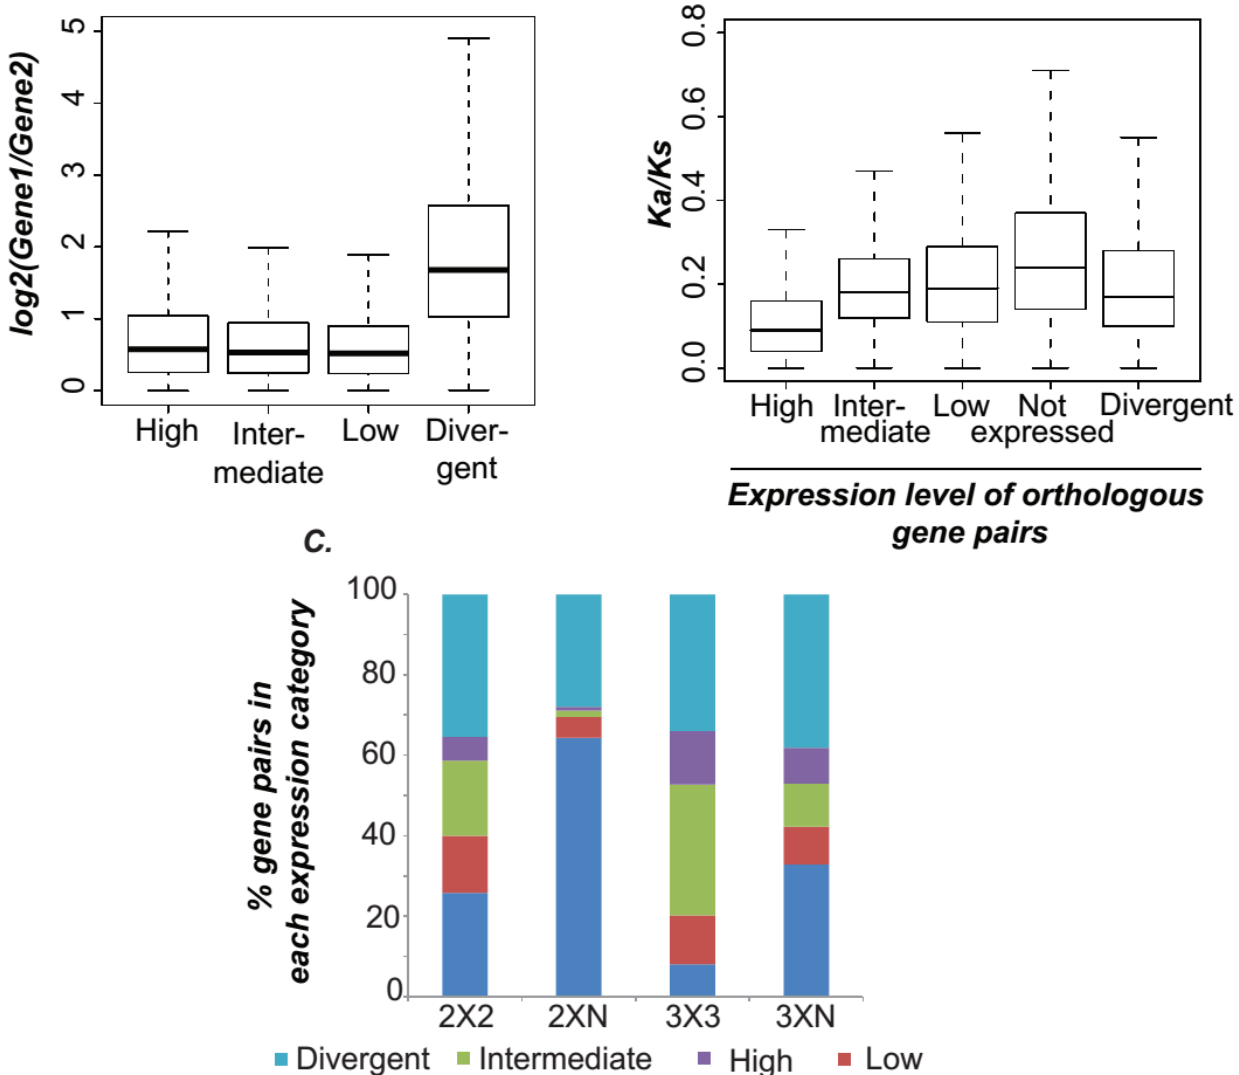 log2(Gene1/Gene2)
5
4
3
2
1
0
High
Inter-
mediate
Low
Diver-
gent
Ka/Ks
0.8
0.6
0.4
0.2
0.0
High
Inter-
mediate
Low
Not
expressed
Divergent
Expression level of orthologous
gene pairs
C.
% gene pairs in
each expression category
100
80
60
40
20
0
2X2
2XN
3X3
3XN
Divergent
Intermediate
High
Low